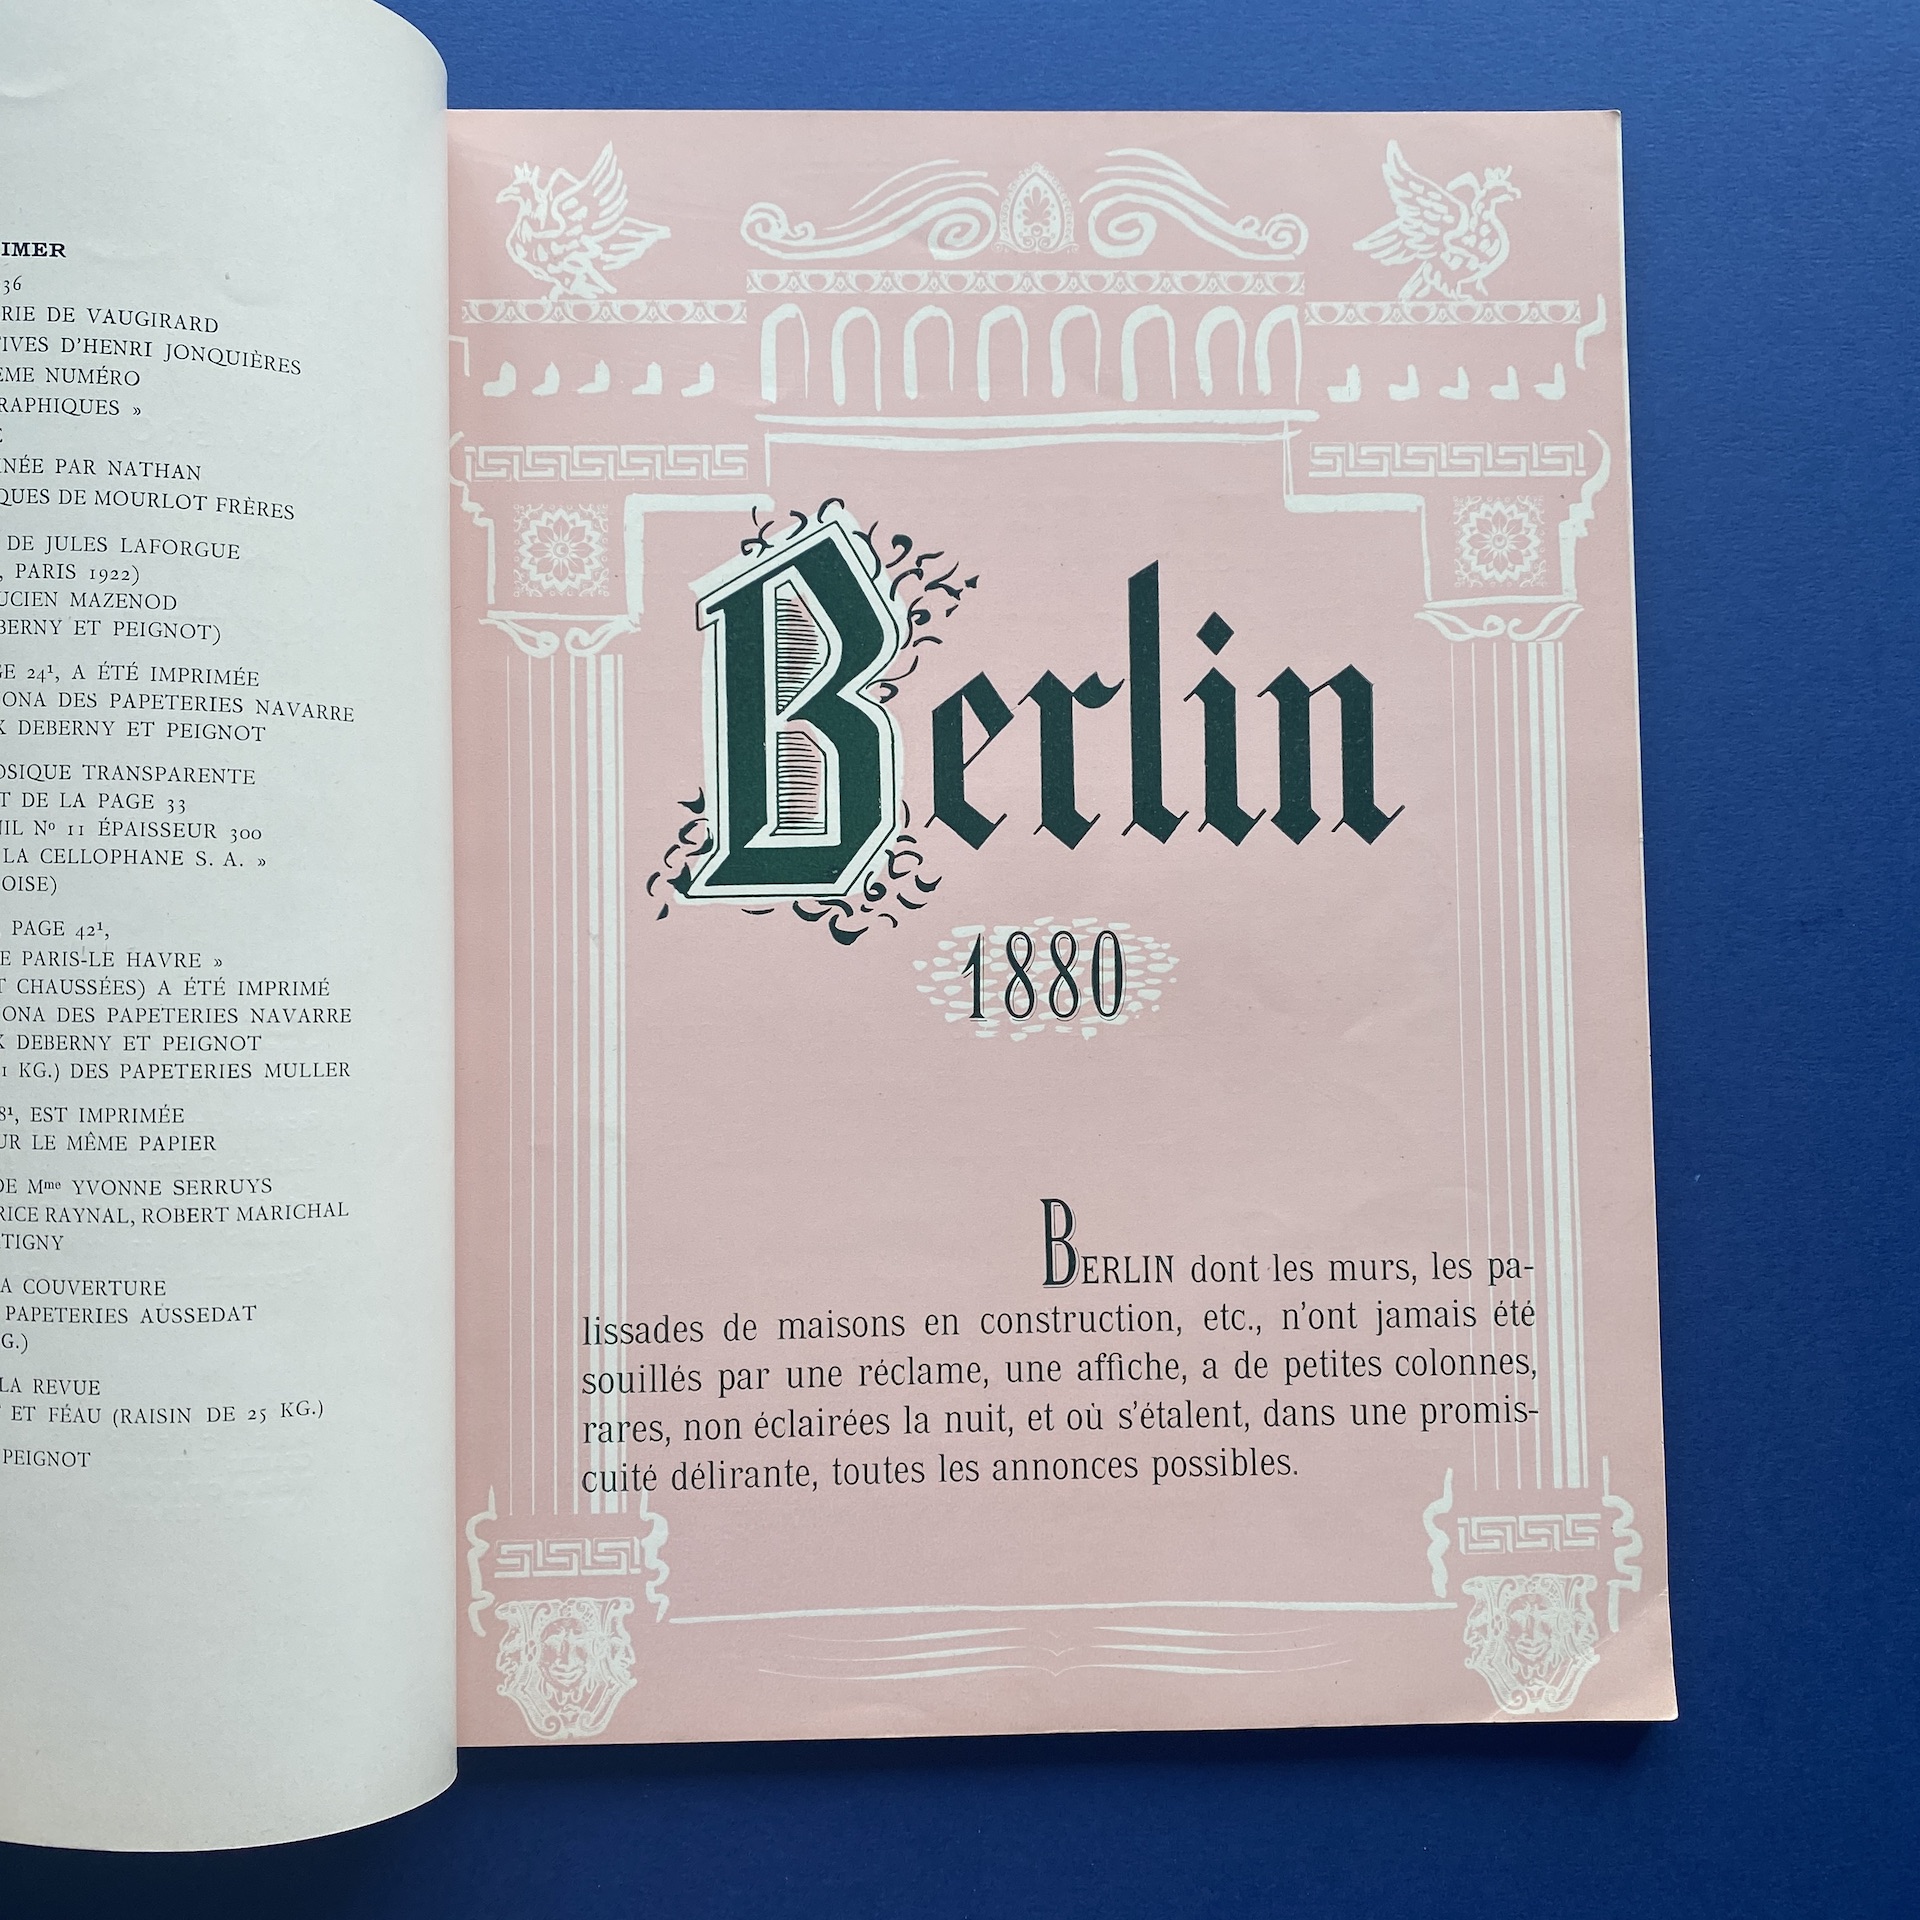 IMER
36
RIE DE VAUGIRARD
TIVES D'HENRI JONQUIÈRES
EME NUMÉRO
RAPHIQUES »
E
NÉE PAR NATHAN
QUES DE MOURLOT FRÈRES
DE JULES LAFORGUE
, PARIS 1922)
UCIEN MAZENOD
BERNY ET PEIGNOT)
GE 24¹, A ÉTÉ IMPRIMÉE
ONA DES PAPETERIES NAVARRE
X DEBERNY ET PEIGNOT
OSIQUE TRANSPARENTE
T DE LA PAGE 33
NIL Nº 11 ÉPAISSEUR 300
LA CELLOPHANE S. A. »
OISE)
PAGE 42¹,
E PARIS-LE HAVRE »
T CHAUSSÉES) A ÉTÉ IMPRIMÉ
ONA DES PAPETERIES NAVARRE
X DEBERNY ET PEIGNOT
1 KG.) DES PAPETERIES MULLER
8¹, EST IMPRIMÉE
UR LE MÊME PAPIER
DE Mme YVONNE SERRUYS
RICE RAYNAL, ROBERT MARICHAL
TIGNY
A COUVERTURE
PAPETERIES AUSSEDAT
G.)
LA REVUE
T ET FÉAU (RAISIN DE 25 KG.)
PEIGNOT
Berlin
1880
BERLIN dont les murs, les pa-
lissades de maisons en construction, etc., n'ont jamais été
souillés par une réclame, une affiche, a de petites colonnes,
rares, non éclairées la nuit, et où s'étalent, dans une promis-
cuité délirante, toutes les annonces possibles.